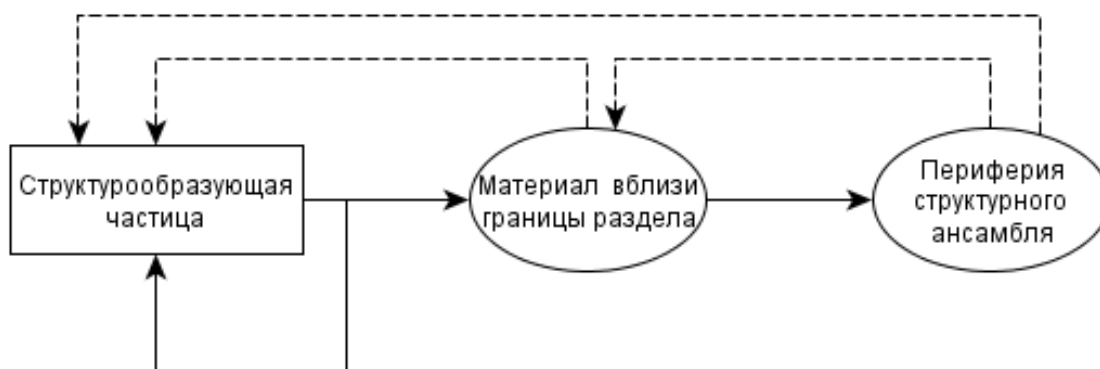 Структурообразующая
частица
Материал вблизи
границы раздела
Периферия
структурного
ансамбля